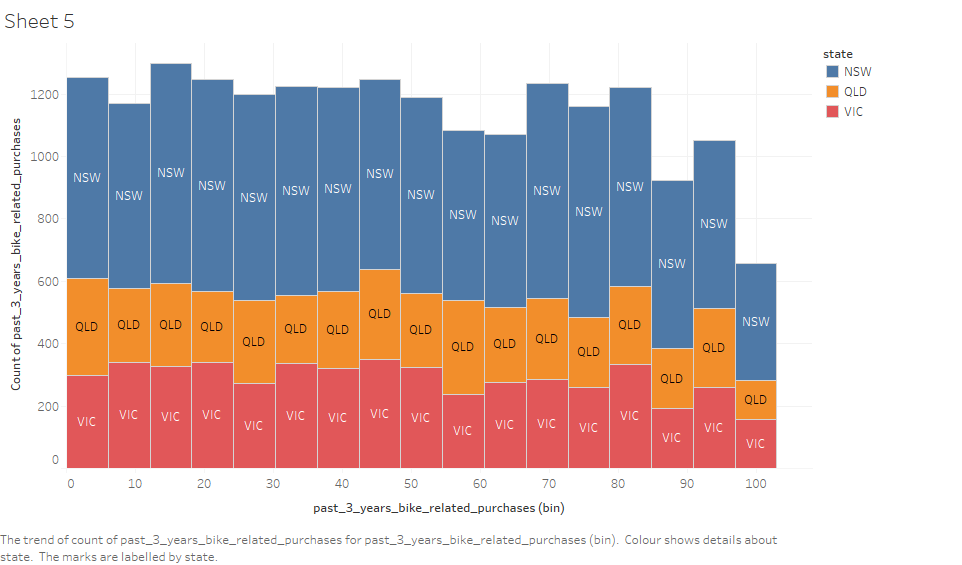 Sheet 5
state
NSW
QLD
VIC
Count of past_3_years_bike_related_purchases
1200
1000
800
600
400
200
0
NSW NSW NSW NSW NSW NSW NSW NSW NSW NSW NSW NSW NSW NSW NSW NSW NSW
QLD QLD QLD QLD QLD QLD QLD QLD QLD QLD QLD QLD QLD QLD QLD QLD QLD
VIC VIC VIC VIC VIC VIC VIC VIC VIC VIC VIC VIC VIC VIC VIC VIC VIC
0 10 20 30 40 50 60 70 80 90 100
past_3_years_bike_related_purchases (bin)
The trend of count of past_3_years_bike_related_purchases for past_3_years_bike_related_purchases (bin). Colour shows details about
state. The marks are labelled by state.